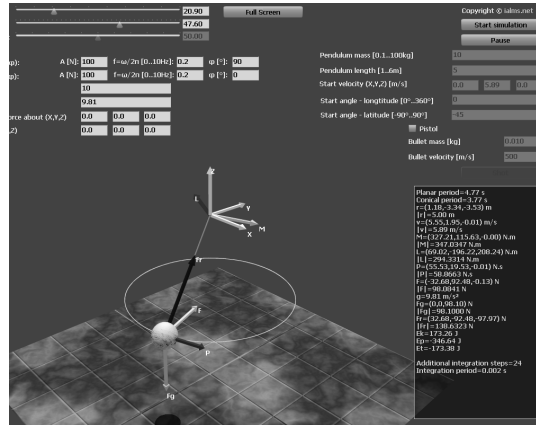 20.90
Full Screen
Copyright © ialms.net
47.60
Start simulation
50.00
Pause
A [N]: 100 f=ω/2π [0..10Hz]: 0.2 φ [°]: 90
A [N]: 100 f=ω/2π [0..10Hz]: 0.2 φ [°]: 0
10
9.81
orce about (X,Y,Z) 0.0 0.0 0.0
,Z) 0.0 0.0 0.0
Pendulum mass [0.1..100kg] 10
Pendulum length [1..6m] 5
Start velocity (X,Y,Z) [m/s] 0.0 5.89 0.0
Start angle - longtitude [0°..360°] 0
Start angle - latitude [-90°..90°] -45
Pistol
Bullet mass [kg] 0.010
Bullet velocity [m/s] 500
Z
L
Y
M
X
Fr
F
P
Fg
Planar period=4.77 s
Conical period=3.77 s
r=(1.18,-3.34,-3.53) m
|r|=5.00 m
v=(5.55,1.95,-0.01) m/s
|v|=5.89 m/s
M=(327.21,115.63,-0.00) N.m
|M|=347.0347 N.m
L=(69.02,-196.22,208.24) N.m
|L|=294.3314 N.m
P=(55.53,19.53,-0.01) N.s
|P|=58.8663 N.s
F=(-32.68,92.48,-0.13) N
|F|=98.0841 N
g=9.81 m/s²
Fg=(0,0,98.10) N
|Fg|=98.1000 N
Fr=(32.68,-92.48,-97.97) N
|Fr|=138.6323 N
Ek=173.26 J
Ep=-346.64 J
Et=-173.38 J
Additional integration steps=24
Integration period=0.002 s